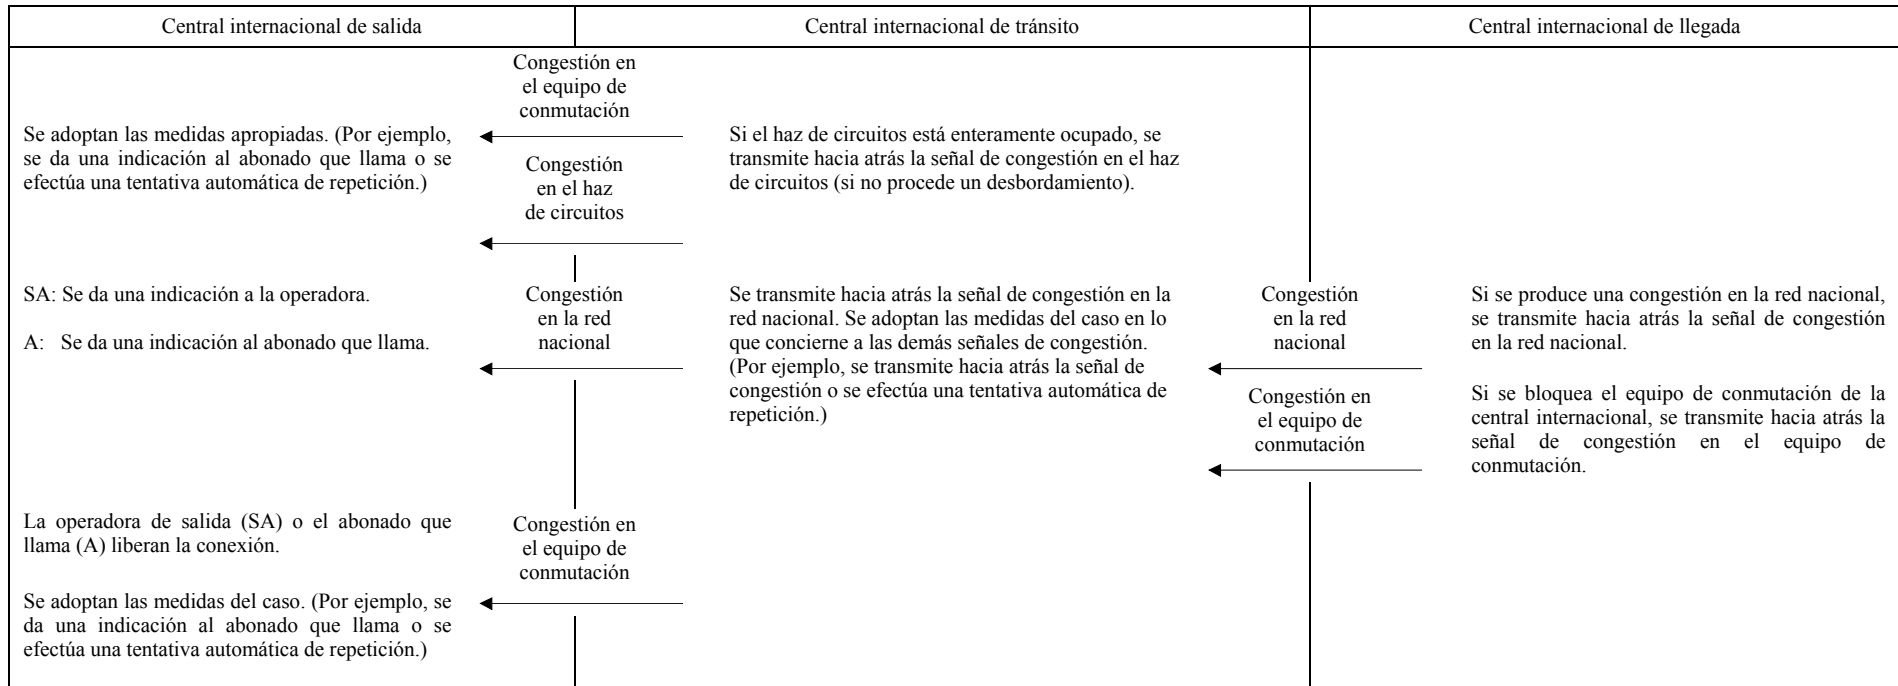 Central internacional de salida
Central internacional de tránsito
Central internacional de llegada
Congestión en
el equipo de
conmutación
Se adoptan las medidas apropiadas. (Por ejemplo,
se da una indicación al abonado que llama o se
efectúa una tentativa automática de repetición.)
Congestión
en el haz
de circuitos
Si el haz de circuitos está enteramente ocupado, se
transmite hacia atrás la señal de congestión en el haz
de circuitos (si no procede un desbordamiento).
SA: Se da una indicación a la operadora.
A: Se da una indicación al abonado que llama.
Congestión
en la red
nacional
Se transmite hacia atrás la señal de congestión en la
red nacional. Se adoptan las medidas del caso en lo
que concierne a las demás señales de congestión.
(Por ejemplo, se transmite hacia atrás la señal de
congestión o se efectúa una tentativa automática de
repetición.)
Congestión
en la red
nacional
Si se produce una congestión en la red nacional,
se transmite hacia atrás la señal de congestión
en la red nacional.
Congestión en
el equipo de
conmutación
Si se bloquea el equipo de conmutación de la
central internacional, se transmite hacia atrás la
señal de congestión en el equipo de
conmutación.
La operadora de salida (SA) o el abonado que
llama (A) liberan la conexión.
Congestión en
el equipo de
conmutación
Se adoptan las medidas del caso. (Por ejemplo, se
da una indicación al abonado que llama o se
efectúa una tentativa automática de repetición.)